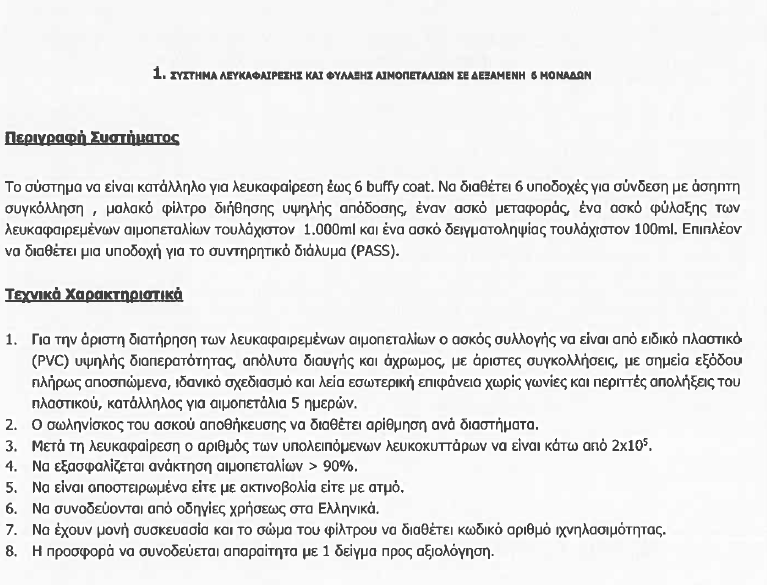 1. ΣΥΣΤΗΜΑ ΛΕΥΚΑΦΑΙΡΕΣΗΣ ΚΑΙ ΦΥΛΑΞΗΣ ΑΙΜΟΠΕΤΑΛΙΩΝ ΣΕ ΔΕΞΑΜΕΝΗ 6 ΜΟΝΑΔΩΝ
Περιγραφή Συστήματος
Το σύστημα να είναι κατάλληλο για λευκαφαίρεση έως 6 buffy coat. Να διαθέτει 6 υποδοχές για σύνδεση με άσηπτη
συγκόλληση , μαλακό φίλτρο διήθησης υψηλής απόδοσης, έναν ασκό μεταφοράς, ένα ασκό φύλαξης των
λευκαφαιρεμένων αιμοπεταλίων τουλάχιστον 1.000ml και ένα ασκό δειγματοληψίας τουλάχιστον 100ml. Επιπλέον
να διαθέτει μια υποδοχή για το συντηρητικό διάλυμα (PASS).
Τεχνικά Χαρακτηριστικά
1. Για την άριστη διατήρηση των λευκαφαιρεμένων αιμοπεταλίων ο ασκός συλλογής να είναι από ειδικό πλαστικό
(PVC) υψηλής διαπερατότητας, απόλυτα διαυγής και άχρωμος, με άριστες συγκολλήσεις, με σημεία εξόδου
πλήρως αποσπώμενα, ιδανικό σχεδιασμό και λεία εσωτερική επιφάνεια χωρίς γωνίες και περιττές απολήξεις του
πλαστικού, κατάλληλος για αιμοπετάλια 5 ημερών.
2. Ο σωληνίσκος του ασκού αποθήκευσης να διαθέτει αρίθμηση ανά διαστήματα.
3. Μετά τη λευκαφαίρεση ο αριθμός των υπολειπόμενων λευκοκυττάρων να είναι κάτω από 2x10⁵.
4. Να εξασφαλίζεται ανάκτηση αιμοπεταλίων > 90%.
5. Να είναι αποστειρωμένα είτε με ακτινοβολία είτε με ατμό.
6. Να συνοδεύονται από οδηγίες χρήσεως στα Ελληνικά.
7. Να έχουν μονή συσκευασία και το σώμα του φίλτρου να διαθέτει κωδικό αριθμό ιχνηλασιμότητας.
8. Η προσφορά να συνοδεύεται απαραίτητα με 1 δείγμα προς αξιολόγηση.